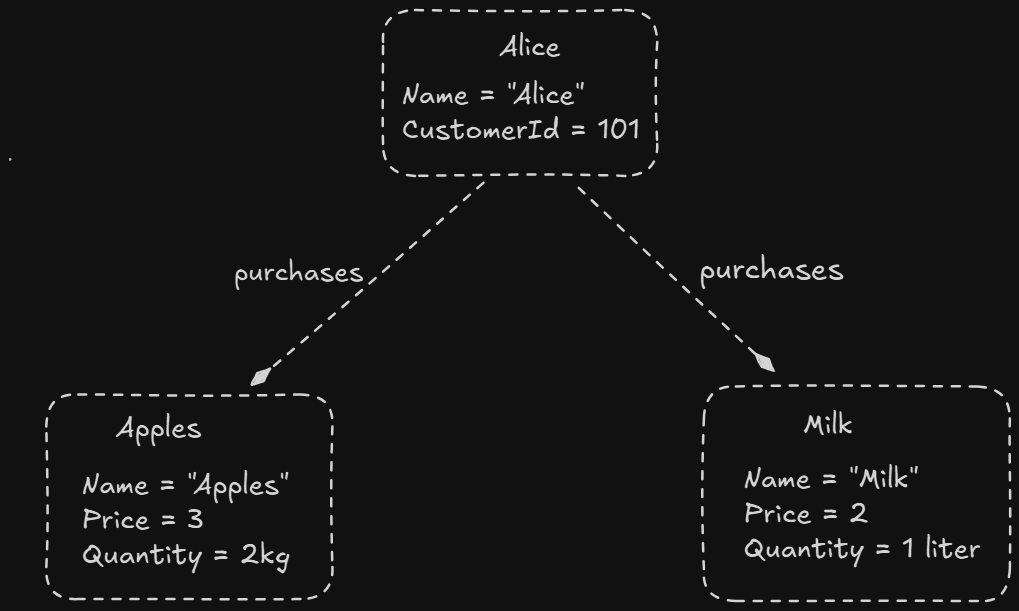 Alice
Name = "Alice"
CustomerId = 101
purchases
purchases
Apples
Name = "Apples"
Price = 3
Quantity = 2kg
Milk
Name = "Milk"
Price = 2
Quantity = 1 liter